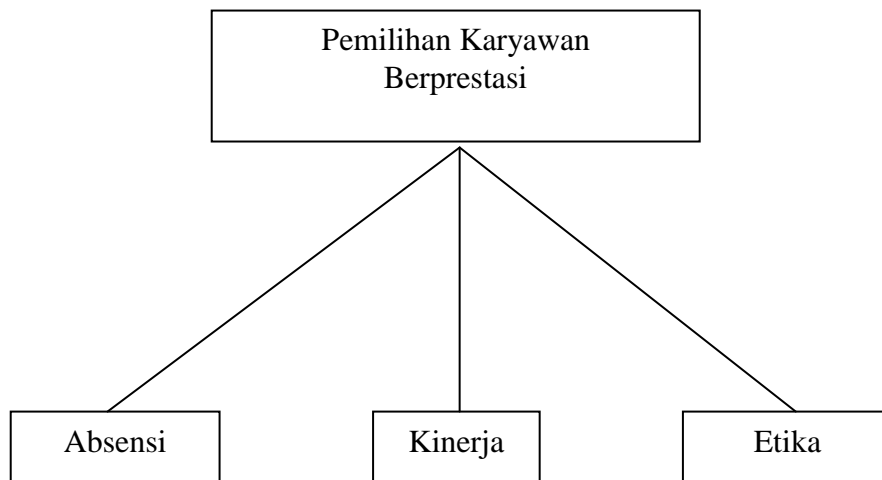 Pemilihan Karyawan
Berprestasi
Absensi
Kinerja
Etika